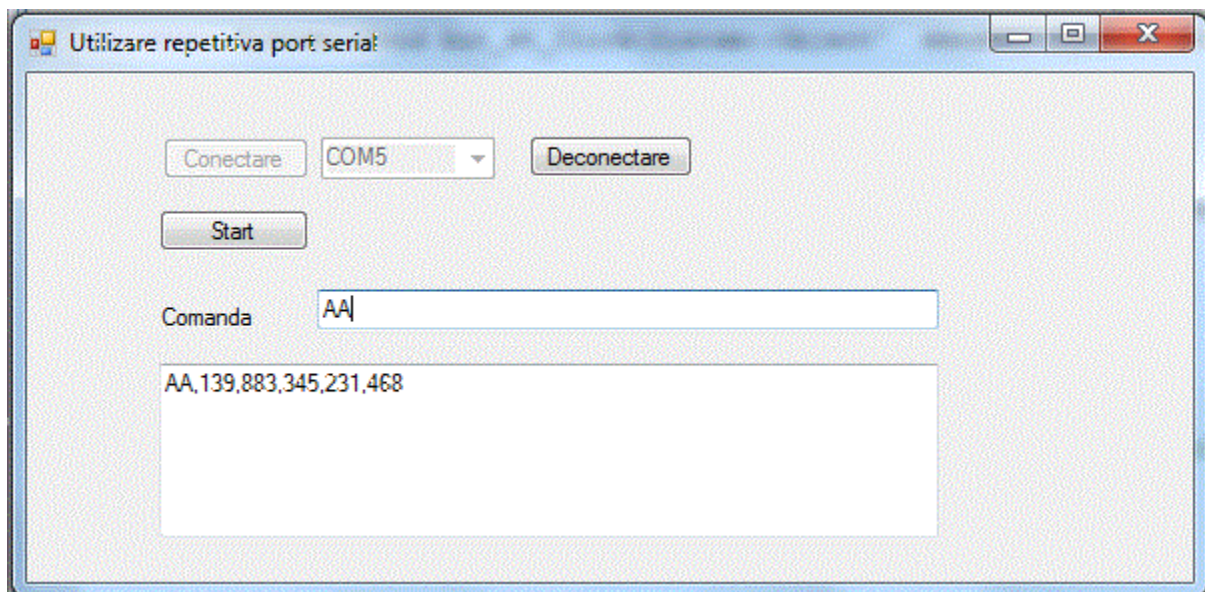 Utilizare repetitiva port serial
Conectare COM5 Deconectare
Start
Comanda AA
AA,139,883,345,231,468